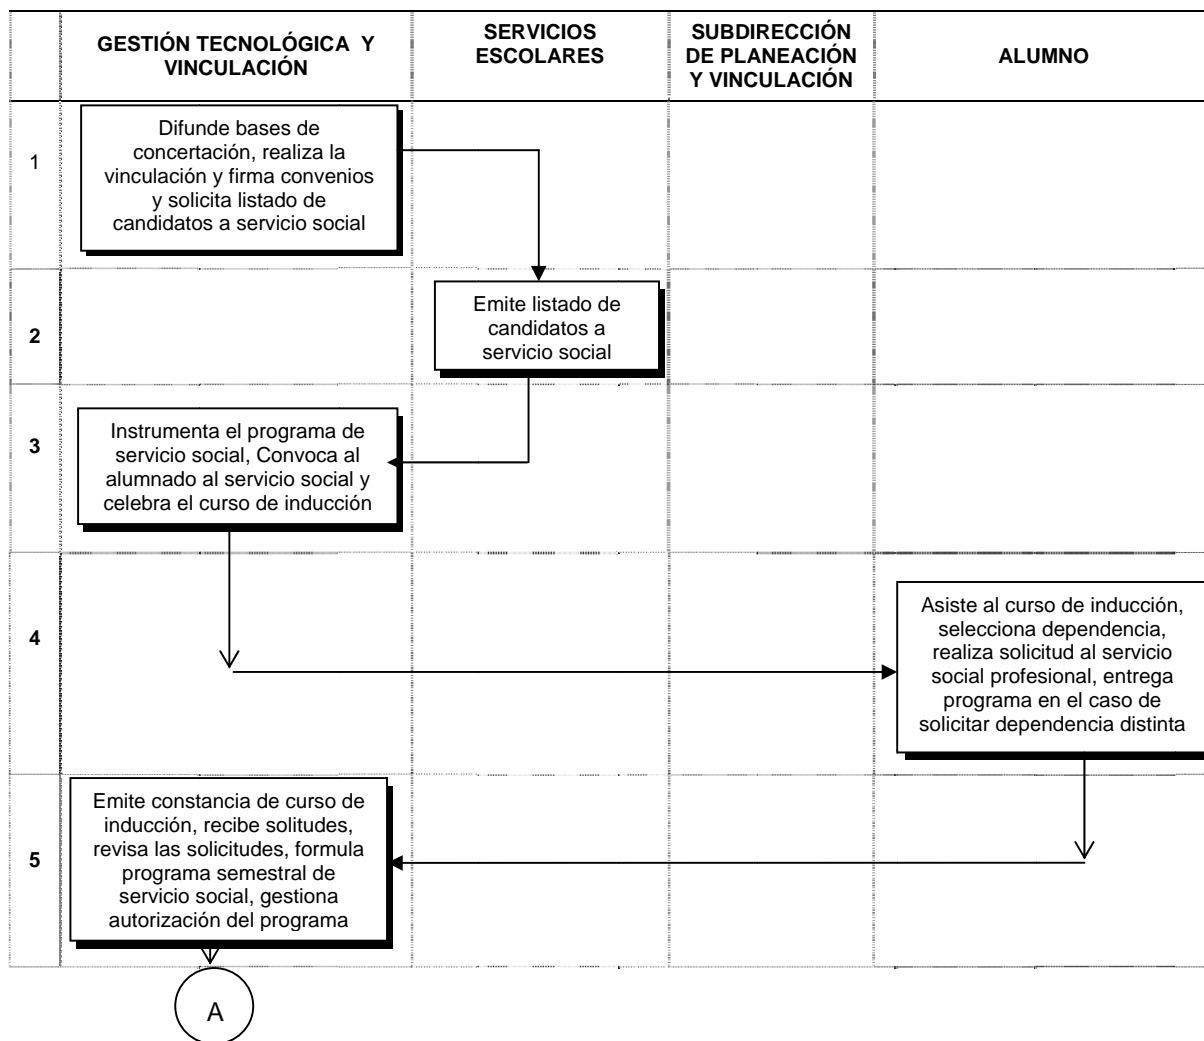 GESTIÓN TECNOLÓGICA Y
VINCULACIÓN
SERVICIOS
ESCOLARES
SUBDIRECCIÓN
DE PLANEACIÓN
Y VINCULACIÓN
ALUMNO
1
Difunde bases de
concertación, realiza la
vinculación y firma convenios
y solicita listado de
candidatos a servicio social
2
Emite listado de
candidatos a
servicio social
3
Instrumenta el programa de
servicio social, Convoca al
alumnado al servicio social y
celebra el curso de inducción
4
Asiste al curso de inducción,
selecciona dependencia,
realiza solicitud al servicio
social profesional, entrega
programa en el caso de
solicitar dependencia distinta
5
Emite constancia de curso de
inducción, recibe solitudes,
revisa las solicitudes, formula
programa semestral de
servicio social, gestiona
autorización del programa
A